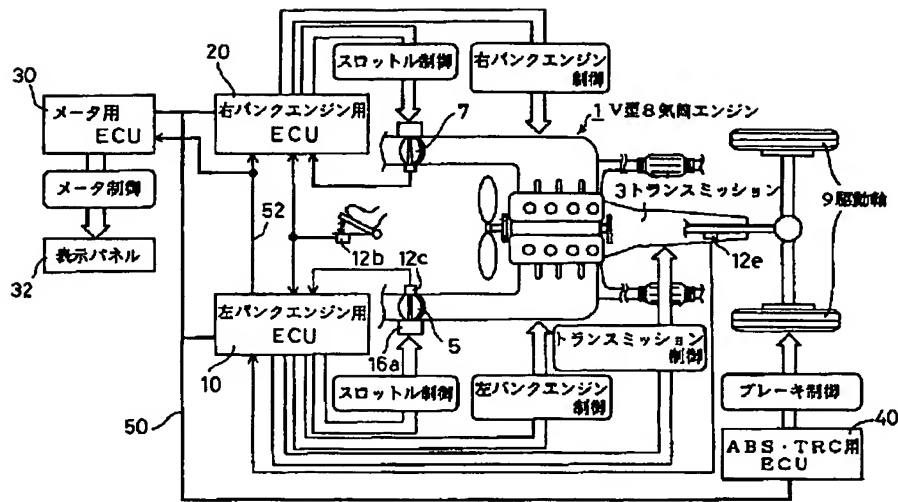 20
30
メータ用
ECU
メータ制御
表示パネル
32
右バンクエンジン用
ECU
スロットル制御
右バンクエンジン
制御
1 V型8気筒エンジン
7
3トランスミッション
9駆動軸
52
12b
12c
12e
左バンクエンジン用
ECU
10
16a
5
スロットル制御
左バンクエンジン
制御
トランスミッション
制御
ブレーキ制御
50
40
ABS・TRC用
ECU